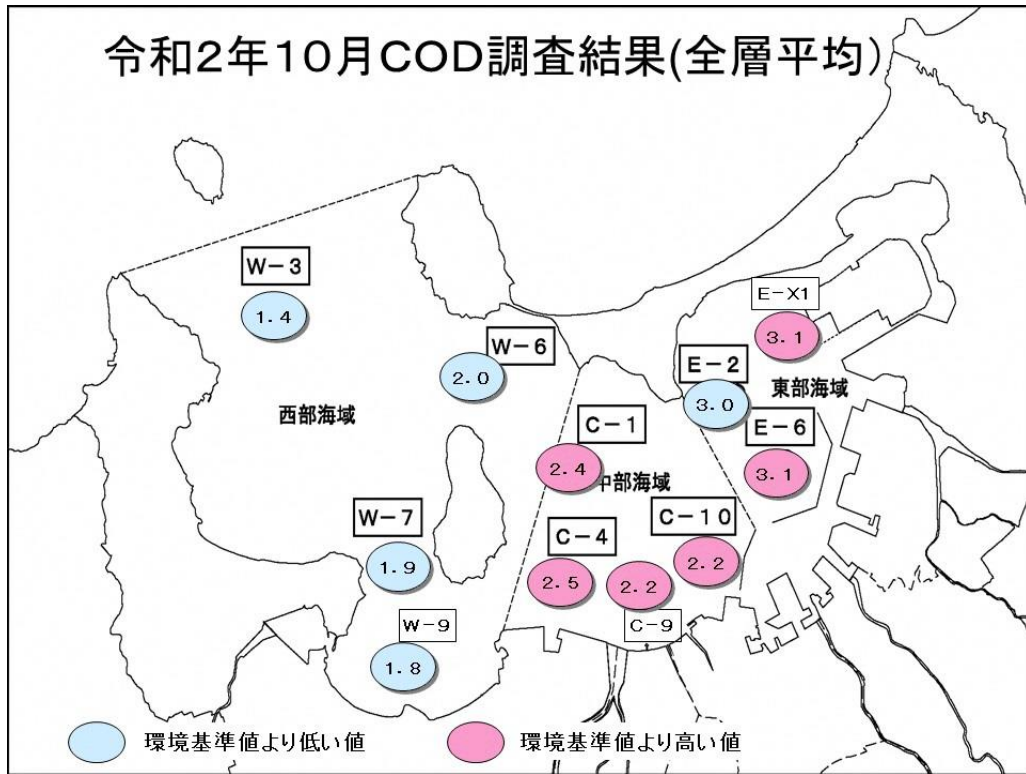 令和2年10月COD調査結果(全層平均)
W-3
1.4
W-6
2.0
西部海域
W-7
1.9
W-9
1.8
C-1
2.4
中部海域
C-4
2.5
C-10
2.2
2.2
C-9
E-X1
3.1
E-2
3.0
東部海域
E-6
3.1
環境基準値より低い値
環境基準値より高い値